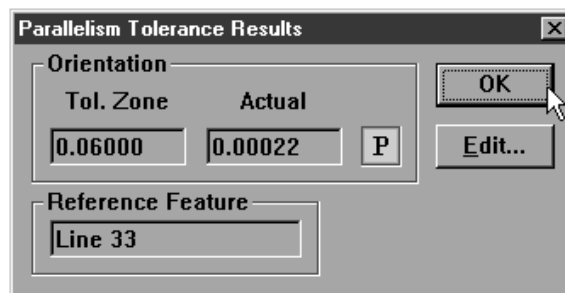 Parallelism Tolerance Results
Orientation
Tol. Zone Actual
0.06000 0.00022 P
Reference Feature
Line 33
OK
Edit...